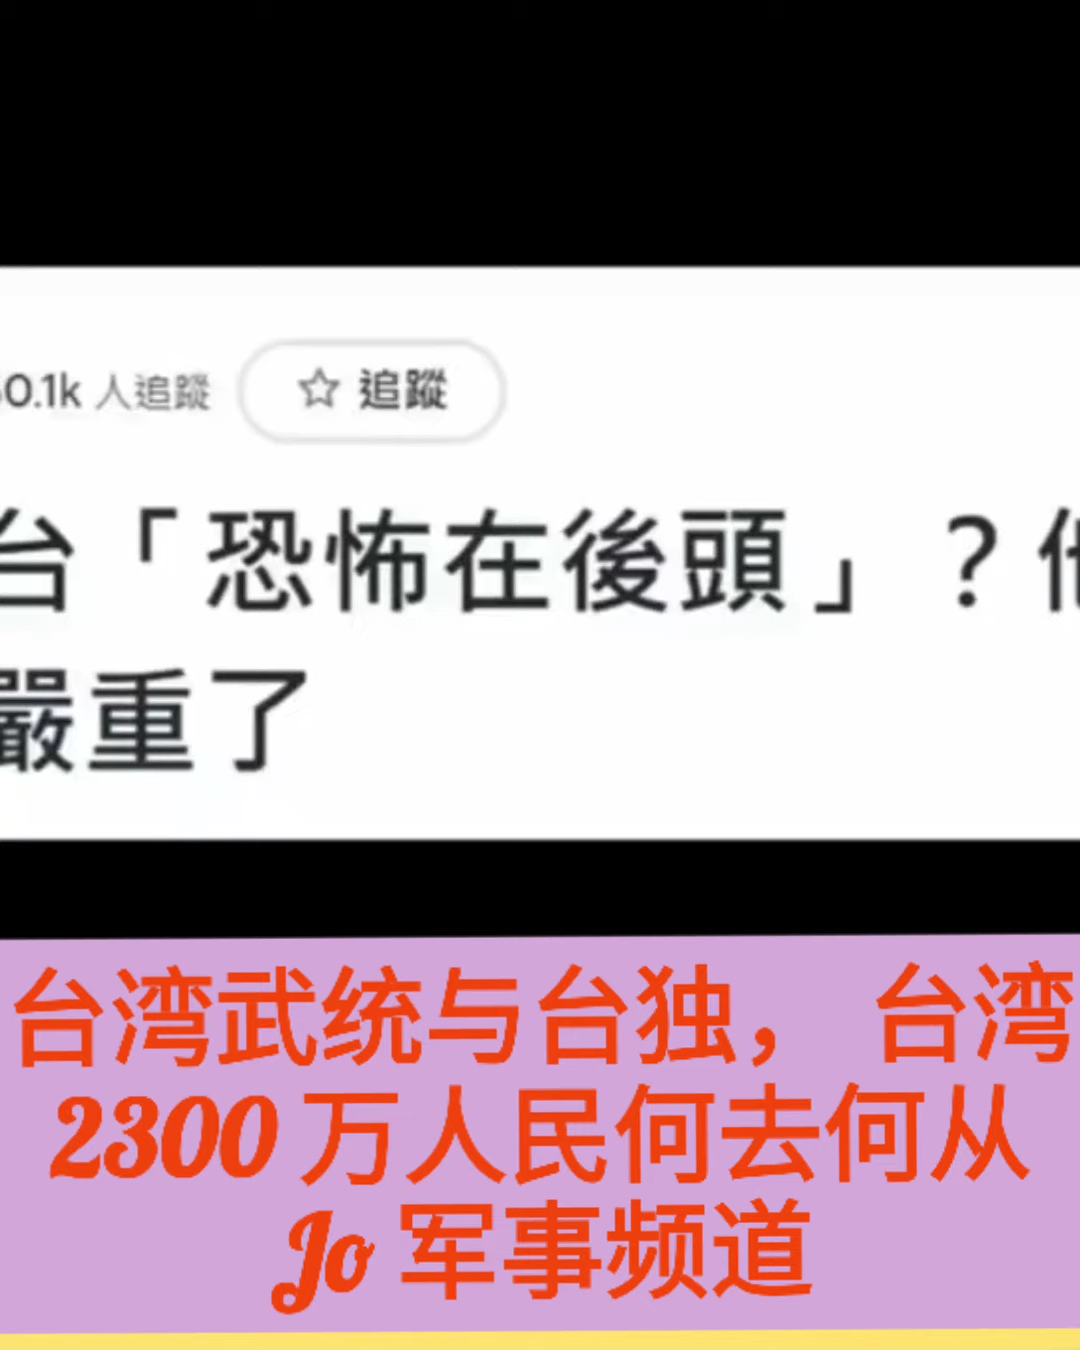 0.1k 人追蹤
☆ 追蹤
台「恐怖在後頭」？他
嚴重了
台湾武统与台独，台湾
2300 万人民何去何从
Jo 军事频道